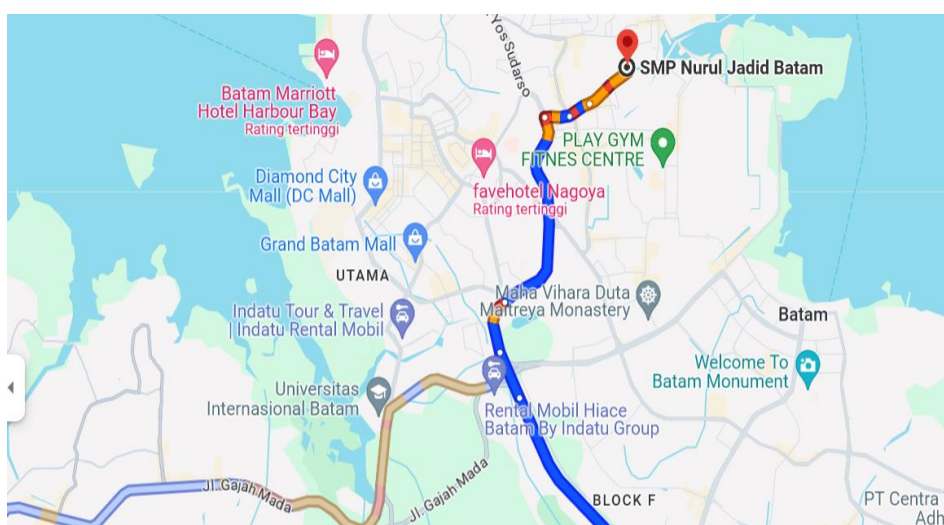 Yos Sudarso
SMP Nurul Jadid Batam
Batam Marriott
Hotel Harbour Bay
Rating tertinggi
PLAY GYM
FITNES CENTRE
Diamond City
Mall (DC Mall)
favehotel Nagoya
Rating tertinggi
Grand Batam Mall
UTAMA
Maha Vihara Duta
Maitreya Monastery
Indatu Tour & Travel
| Indatu Rental Mobil
Batam
Welcome To
Batam Monument
Universitas
Internasional Batam
Rental Mobil Hiace
Batam By Indatu Group
Jl. Gajah Mada
Jl. Gajah Mada
BLOCK F
PT Centra
Adh